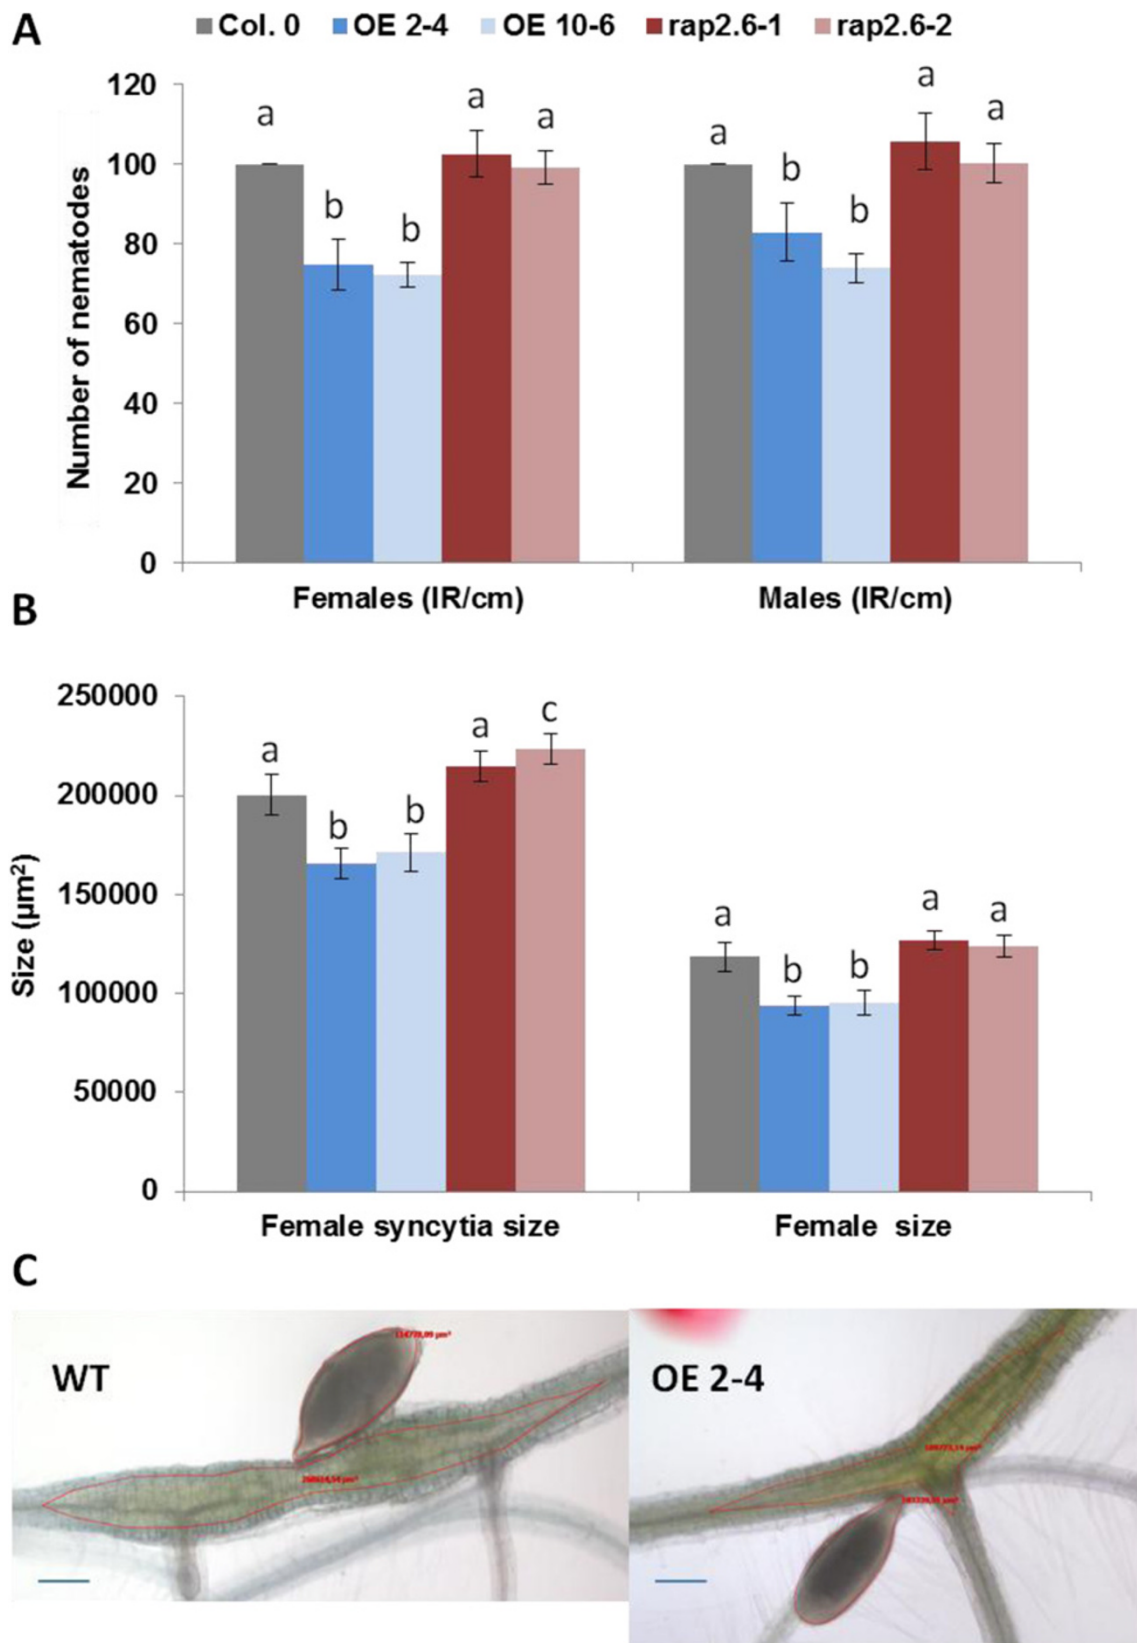 A
Col. 0 OE 2-4 OE 10-6 rap2.6-1 rap2.6-2
Number of nematodes
120
100
80
60
40
20
0
a b b a a
a b b a a
Females (IR/cm) Males (IR/cm)
B
Size (µm²)
250000
200000
150000
100000
50000
0
a b b a c
a b b a a
Female syncytia size Female size
C
WT
OE 2-4